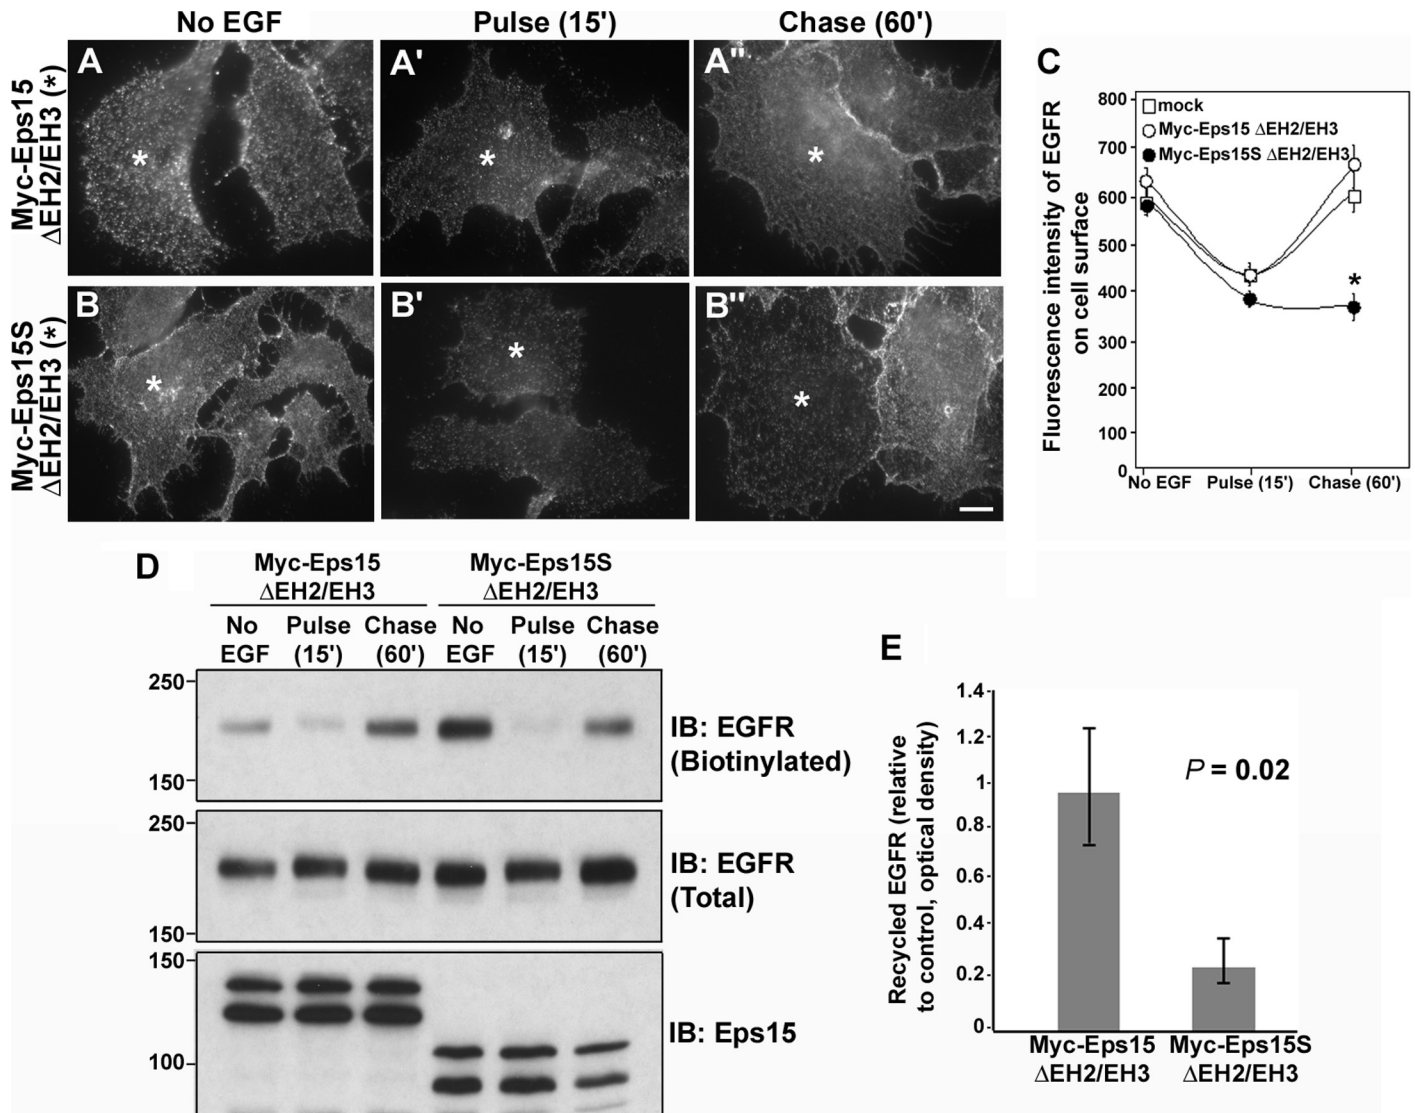 No EGF
Pulse (15')
Chase (60')
Myc-Eps15
ΔEH2/EH3 (*)
A
*
A'
*
A''
*
Myc-Eps15S
ΔEH2/EH3 (*)
B
*
B'
*
B''
*
C
Fluorescence intensity of EGFR
on cell surface
800
700
600
500
400
300
200
100
0
mock
Myc-Eps15 ΔEH2/EH3
Myc-Eps15S ΔEH2/EH3
*
No EGF
Pulse (15')
Chase (60')
D
Myc-Eps15
ΔEH2/EH3
Myc-Eps15S
ΔEH2/EH3
No
EGF
Pulse
(15')
Chase
(60')
No
EGF
Pulse
(15')
Chase
(60')
250
150
IB: EGFR
(Biotinylated)
250
150
IB: EGFR
(Total)
150
100
IB: Eps15
E
Recycled EGFR (relative
to control, optical density)
1.4
1.2
1
0.8
0.6
0.4
0.2
0
P = 0.02
Myc-Eps15
ΔEH2/EH3
Myc-Eps15S
ΔEH2/EH3